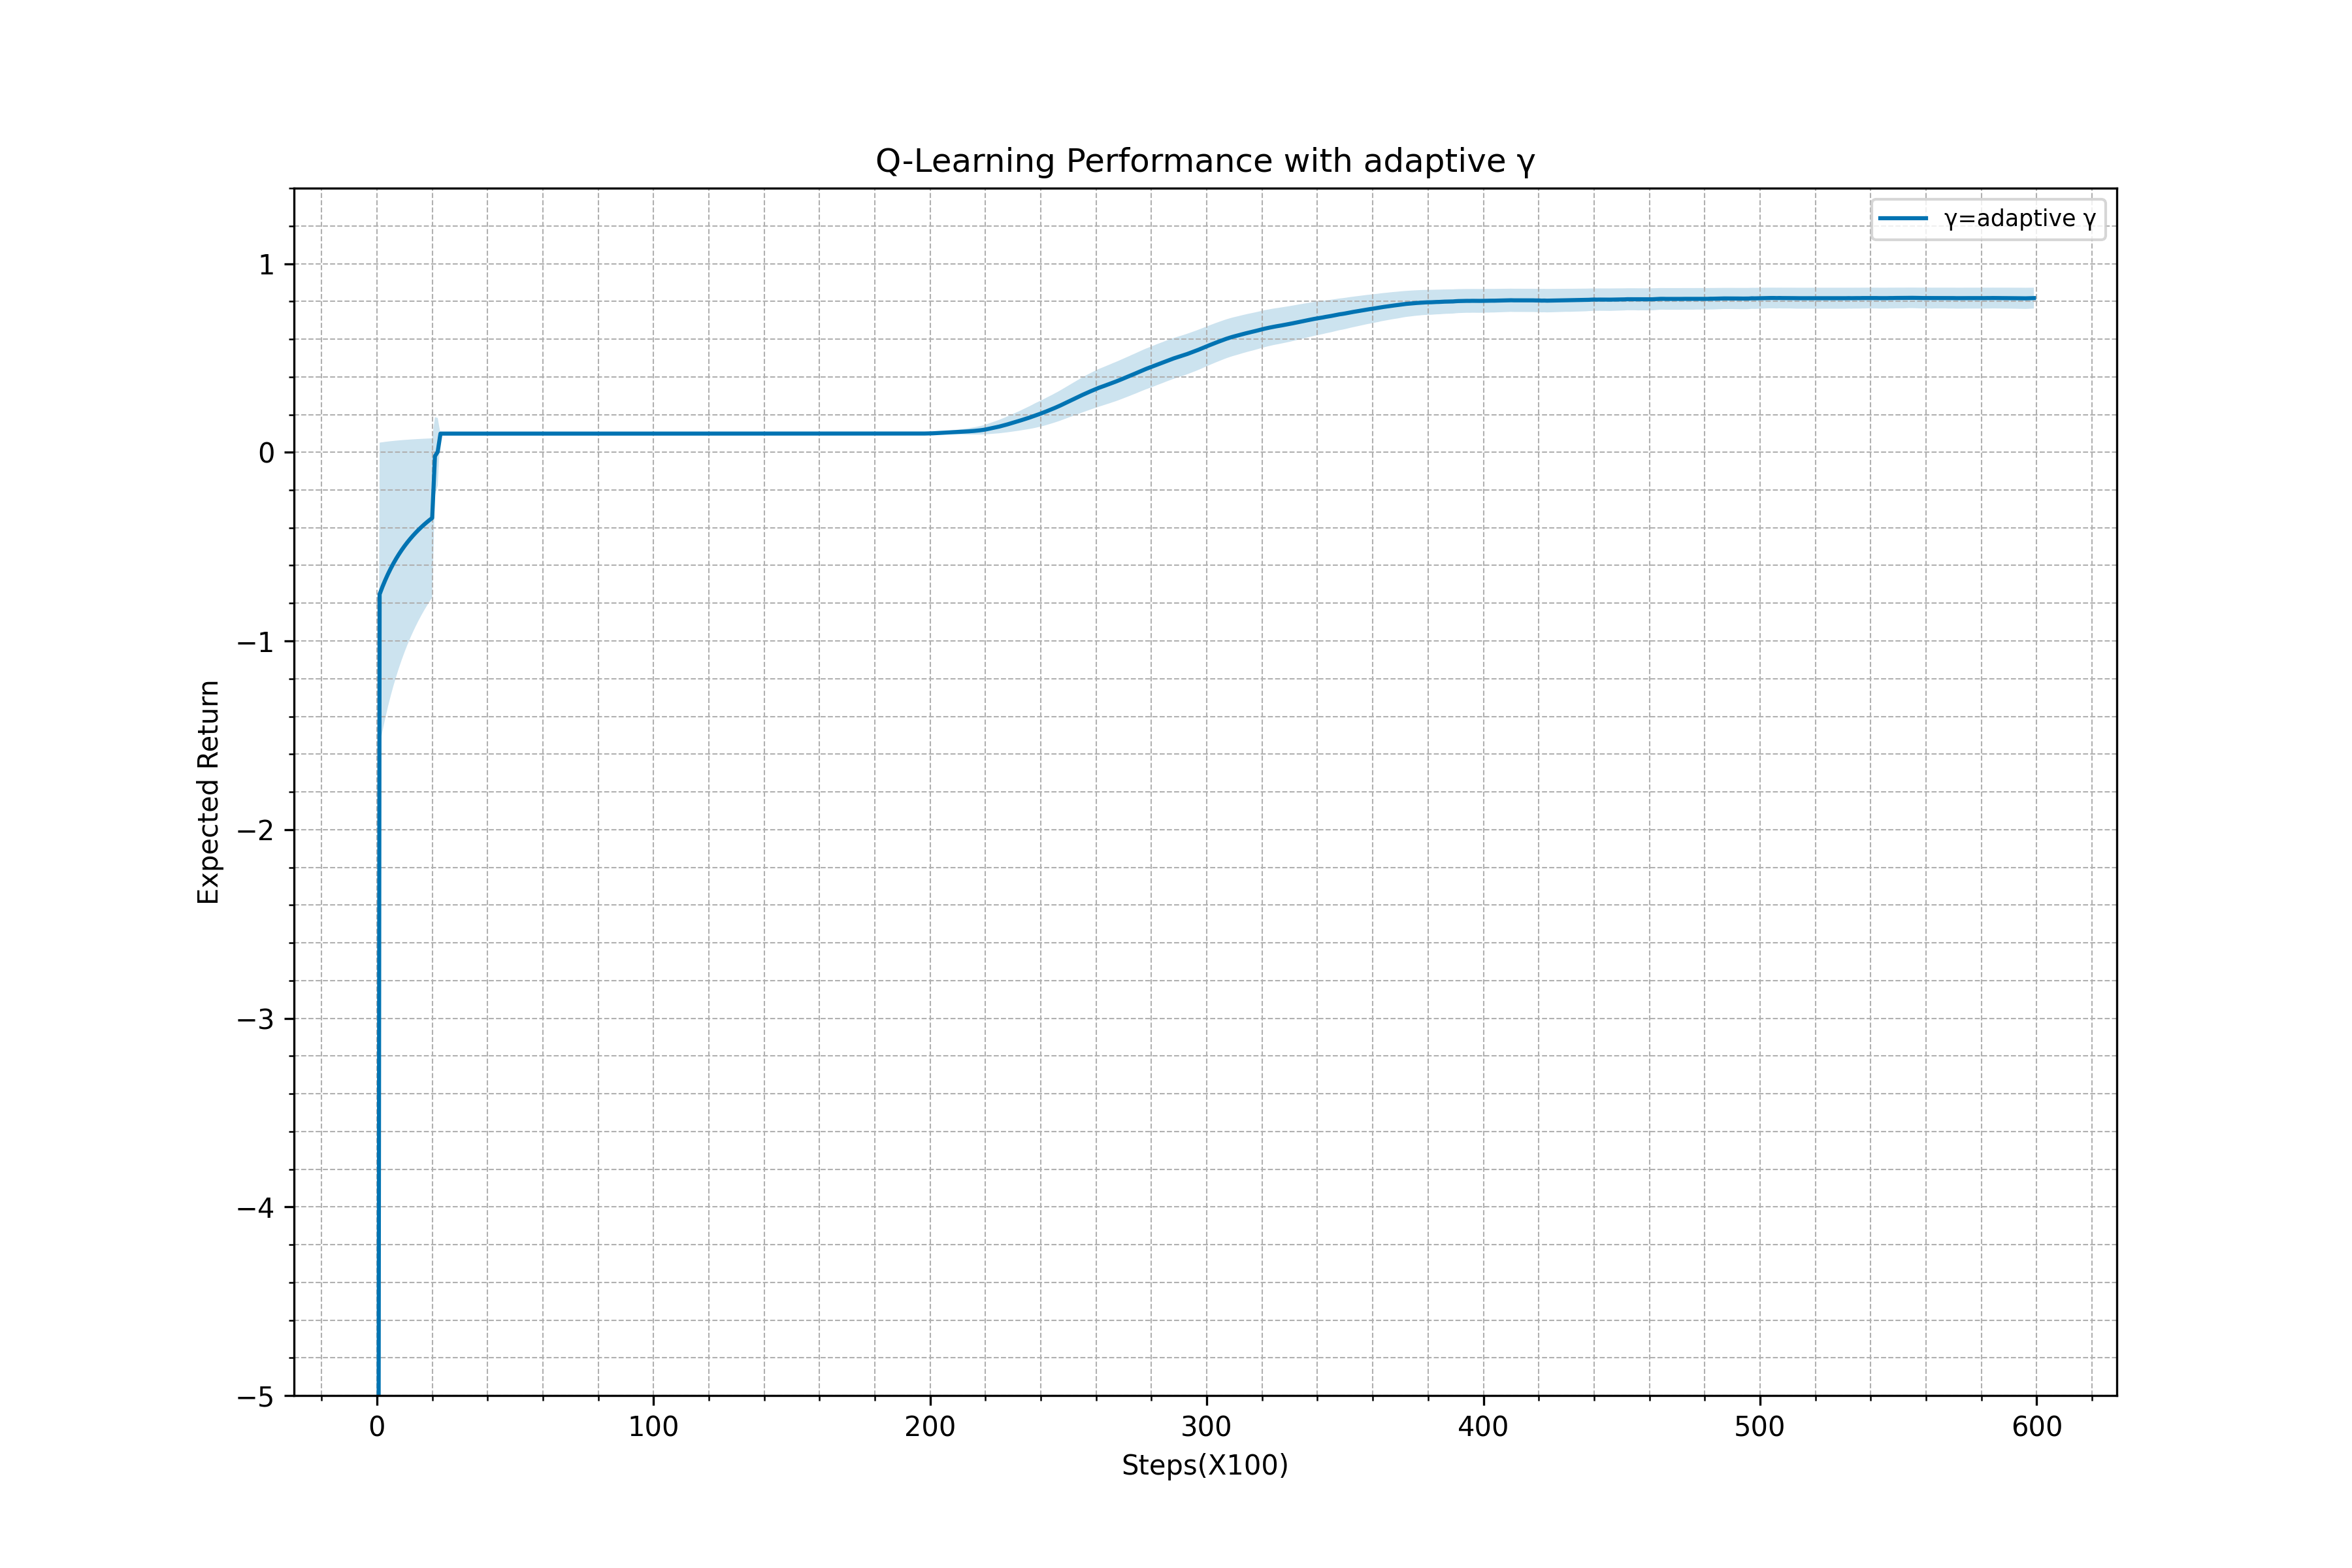 Q-Learning Performance with adaptive γ
γ=adaptive γ
1
0
−1
−2
−3
−4
−5
Expected Return
0 100 200 300 400 500 600
Steps(X100)